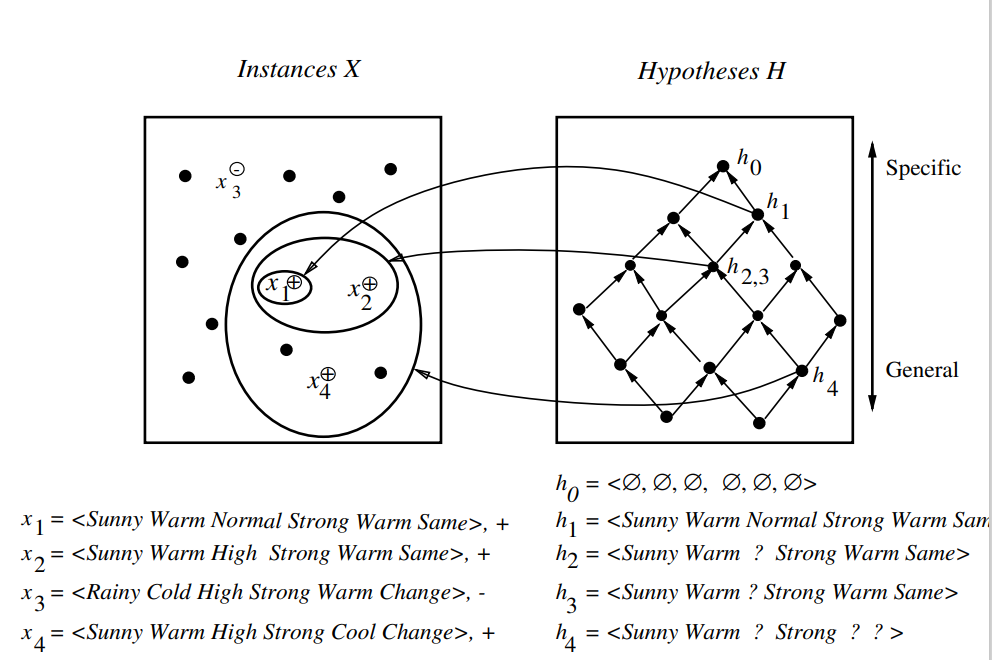 Instances X
Hypotheses H
x3 ⊖
h0
Specific
h1
x1 ⊕
x2 ⊕
h2,3
x4 ⊕
h4
General
h0 = <∅, ∅, ∅, ∅, ∅, ∅>
x1 = <Sunny Warm Normal Strong Warm Same>, +
h1 = <Sunny Warm Normal Strong Warm Sam
x2 = <Sunny Warm High Strong Warm Same>, +
h2 = <Sunny Warm ? Strong Warm Same>
x3 = <Rainy Cold High Strong Warm Change>, -
h3 = <Sunny Warm ? Strong Warm Same>
x4 = <Sunny Warm High Strong Cool Change>, +
h4 = <Sunny Warm ? Strong ? ? >